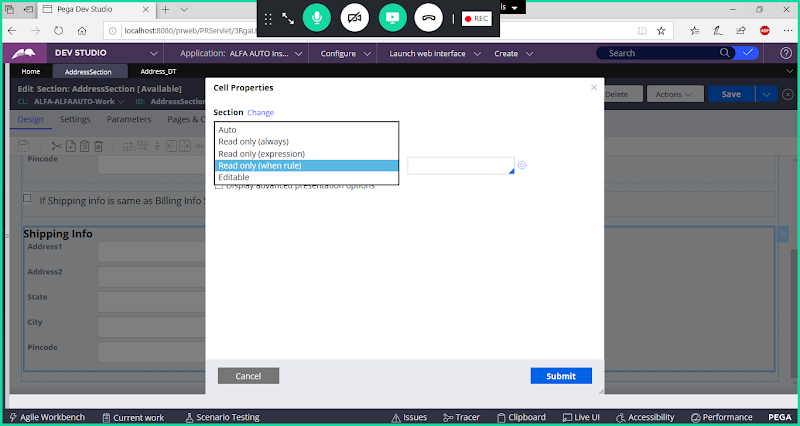 Pega Dev Studio
ls
REC
localhost:8080/prweb/PRServlet/3RgaLl
DEV STUDIO
Application: ALFA AUTO Ins...
Configure
Launch web Interface
Create
Search
Home
AddressSection
Address_DT
Edit Section: AddressSection [Available]
CL: ALFA-ALFAAUTO-Work
ID: AddressSection
Delete
Actions
Save
Design
Settings
Parameters
Pages & C
Cell Properties
Section Change
Auto
Read only (always)
Read only (expression)
Read only (when rule)
Editable
Display advanced presentation options
Pincode
If Shipping info is same as Billing Info S
Shipping Info
Address1
Address2
State
City
Pincode
Cancel
Submit
Agile Workbench
Current work
Scenario Testing
Issues
Tracer
Clipboard
Live UI
Accessibility
Performance
PEGA